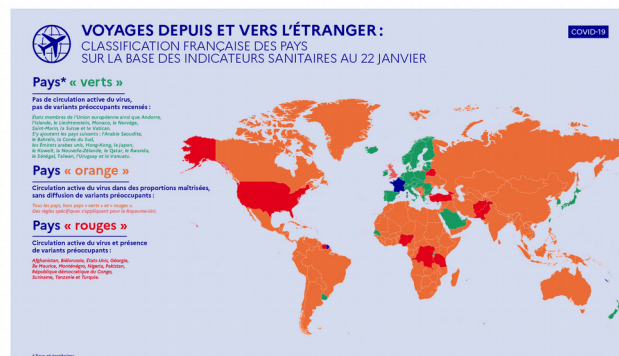 VOYAGES DEPUIS ET VERS L'ÉTRANGER :
COVID-19
CLASSIFICATION FRANÇAISE DES PAYS
SUR LA BASE DES INDICATEURS SANITAIRES AU 22 JANVIER
Pays* « verts »
Pas de circulation active du virus,
pas de variants préoccupants recensés :
États membres de l'Union européenne ainsi que Andorre,
l'Islande, le Liechtenstein, Monaco, la Norvège,
Saint-Marin, la Suisse et le Vatican.
S'y ajoutent les pays suivants : l'Arabie Saoudite,
le Bahreïn, la Corée du Sud,
les Émirats arabes unis, Hong-Kong, le Japon,
le Koweït, la Nouvelle-Zélande, le Qatar, le Rwanda,
le Sénégal, Taïwan, l'Uruguay et le Vanuatu.
Pays « orange »
Circulation active du virus dans des proportions maîtrisées,
sans diffusion de variants préoccupants :
Tous les pays, hors pays « verts » et « rouges ».
Des règles spécifiques s'appliquent pour le Royaume-Uni.
Pays « rouges »
Circulation active du virus et présence
de variants préoccupants :
Afghanistan, Biélorussie, États-Unis, Géorgie,
Île Maurice, Monténégro, Nigeria, Pakistan,
République démocratique du Congo,
Suriname, Tanzanie et Turquie.